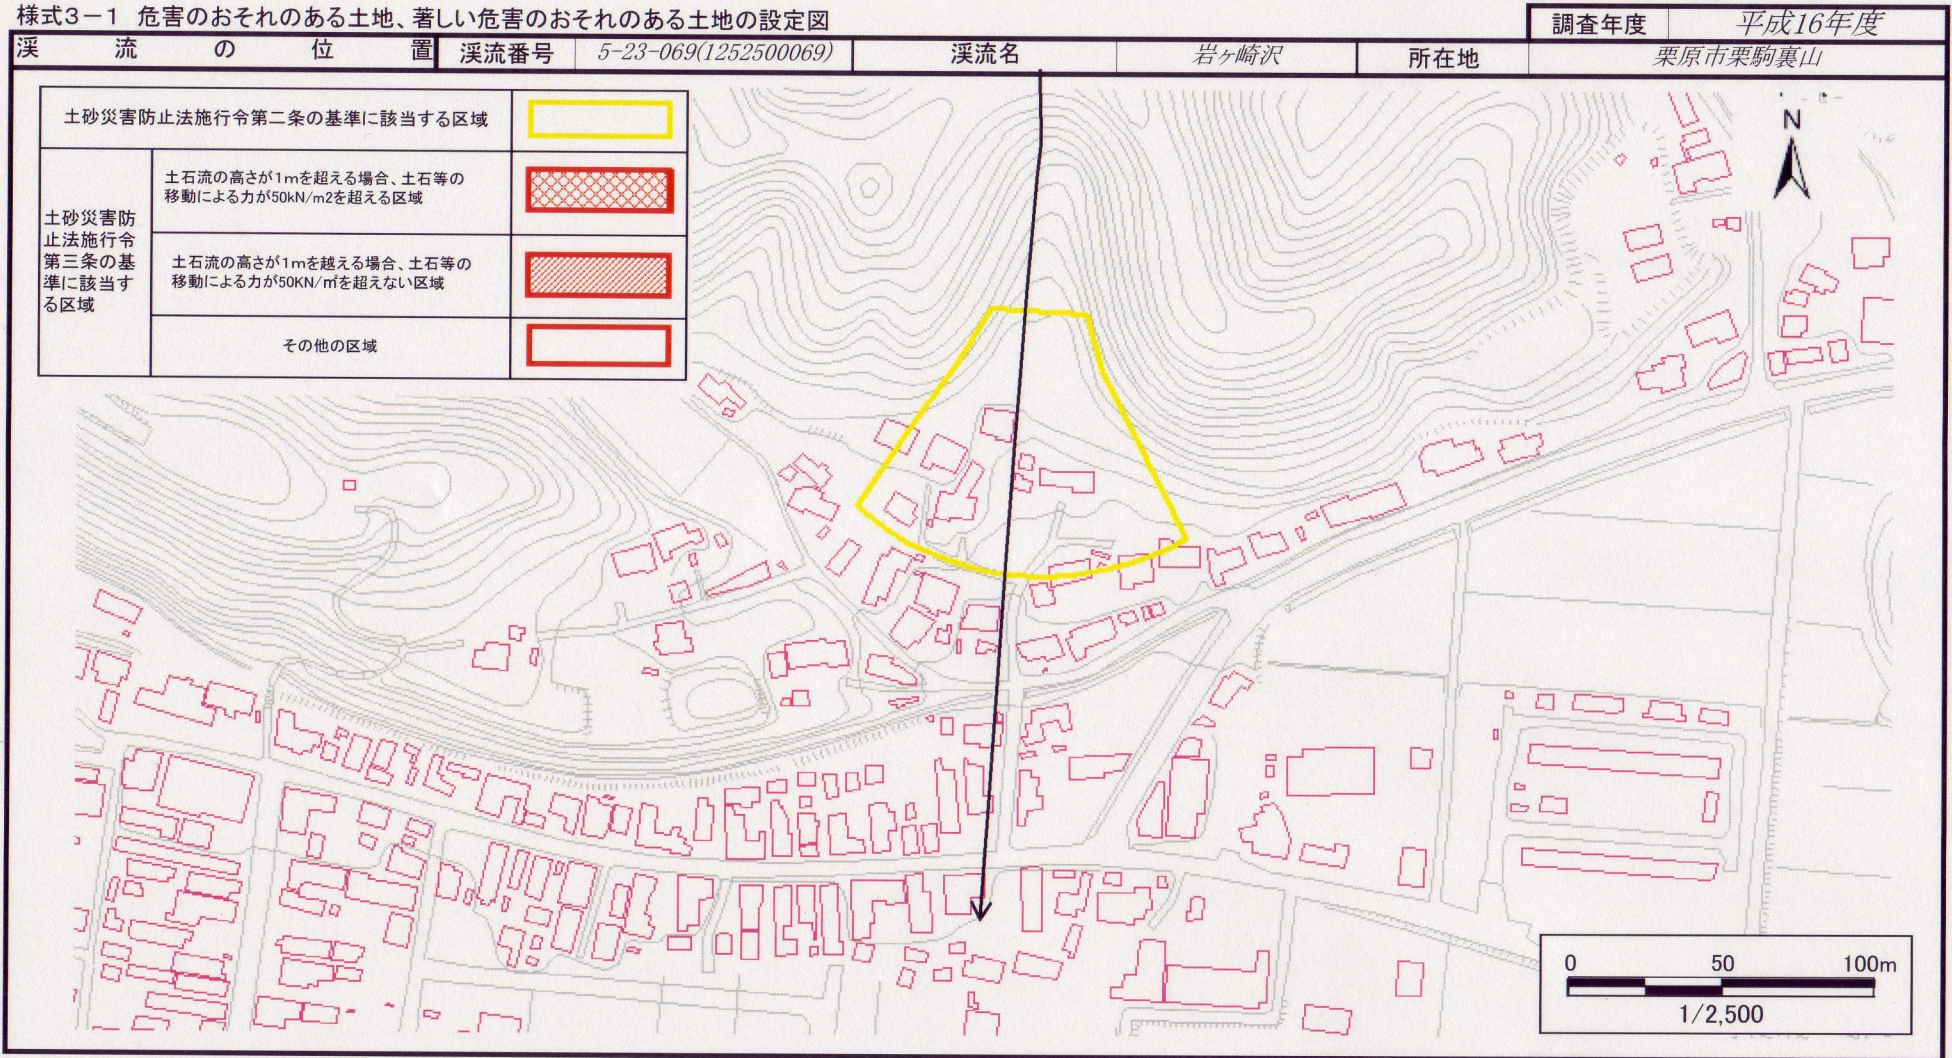 様式3-1 危害のおそれのある土地、著しい危害のおそれのある土地の設定図
調査年度 平成16年度
渓流の位置 渓流番号 5-23-069(1252500069) 渓流名 岩ヶ崎沢 所在地 栗原市栗駒裏山
土砂災害防止法施行令第二条の基準に該当する区域
土砂災害防
止法施行令
第三条の基
準に該当す
る区域
土石流の高さが1mを超える場合、土石等の
移動による力が50kN/m2を超える区域
土石流の高さが1mを越える場合、土石等の
移動による力が50KN/㎡を超えない区域
その他の区域
N
0 50 100m
1/2,500